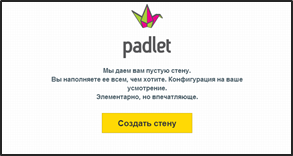 padlet
Мы даем вам пустую стену.
Вы наполняете ее всем, чем хотите. Конфигурация на ваше
усмотрение.
Элементарно, но впечатляюще.
Создать стену